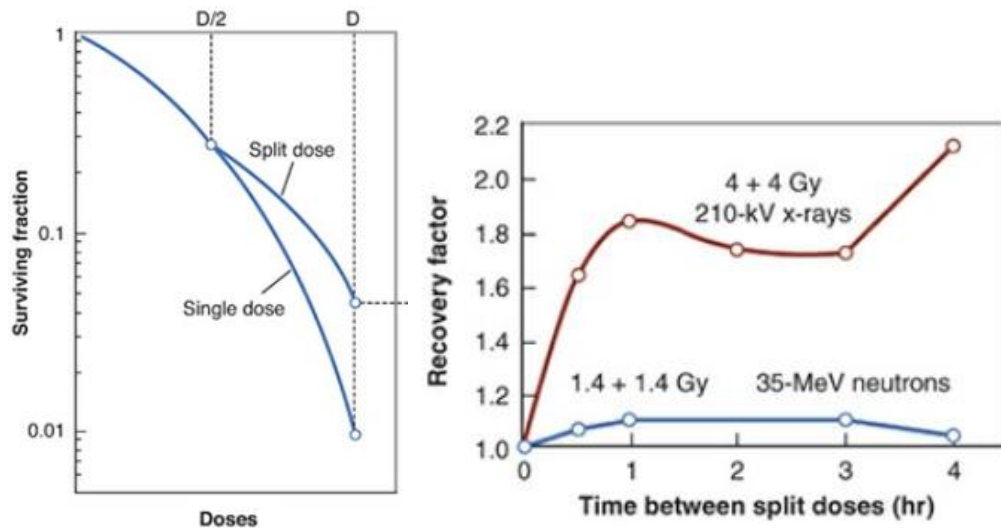 D/2
D
1
0.1
0.01
Surviving fraction
Split dose
Single dose
Doses
2.2
2.0
1.8
1.6
1.4
1.2
1.0
Recovery factor
4 + 4 Gy
210-kV x-rays
1.4 + 1.4 Gy
35-MeV neutrons
0
1
2
3
4
Time between split doses (hr)